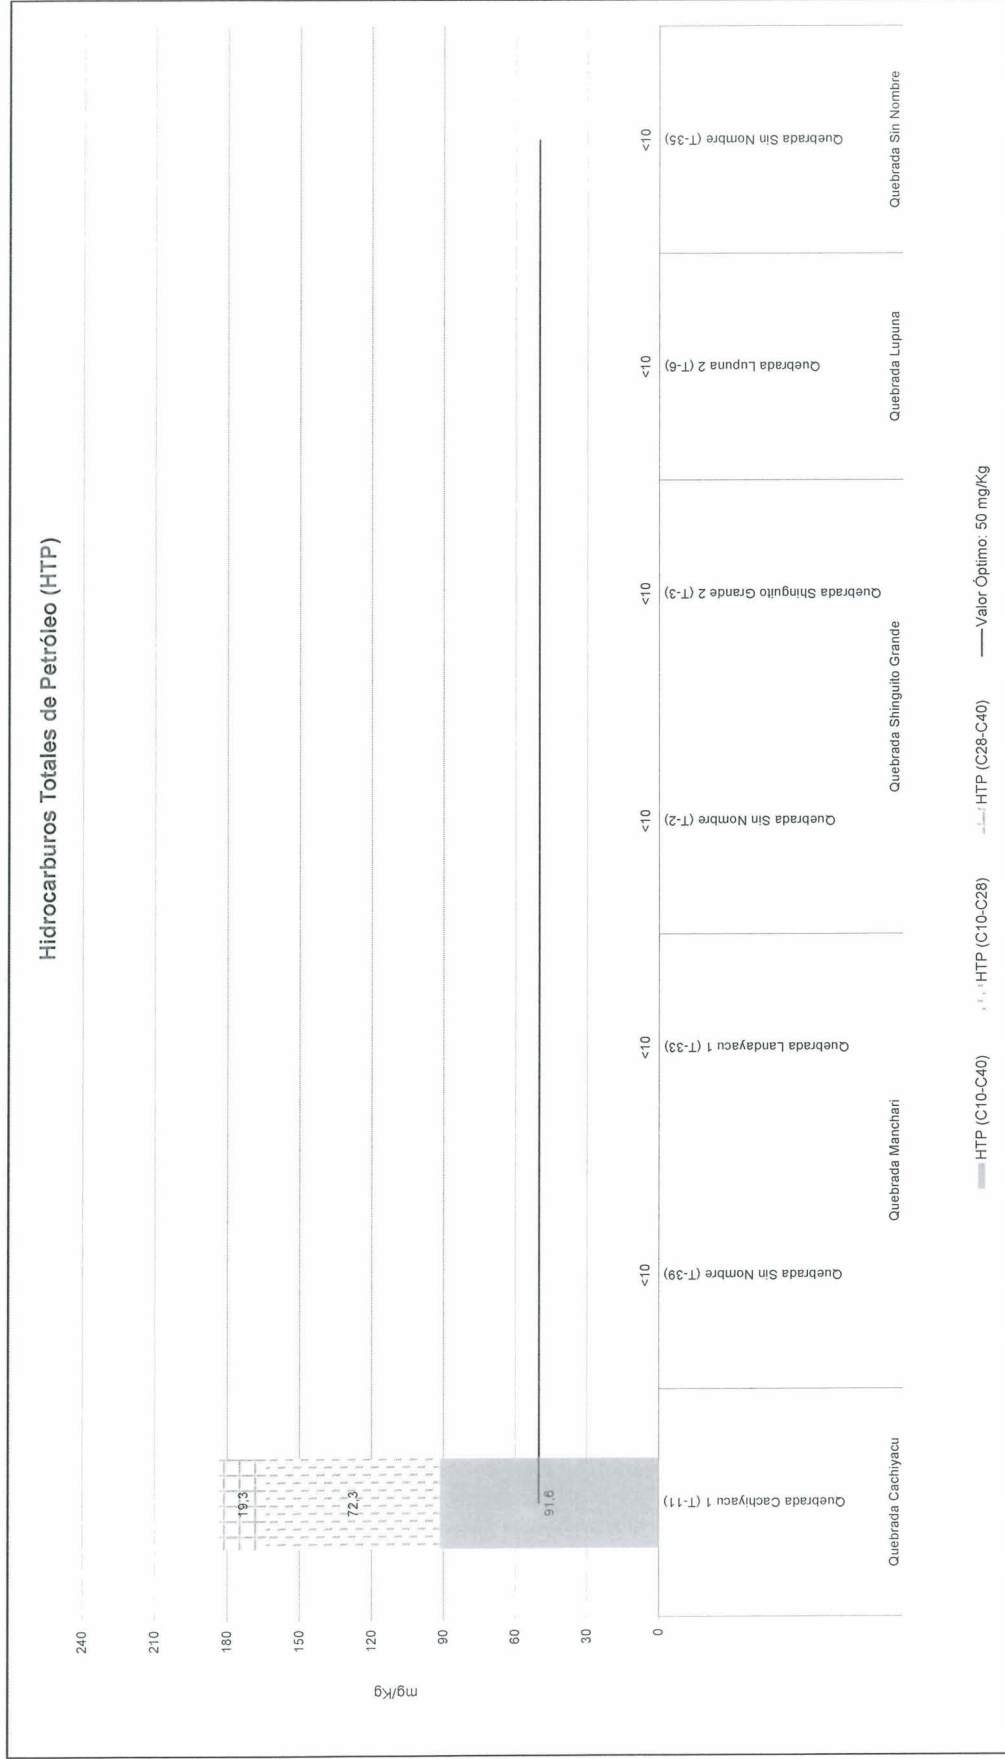 Hidrocarburos Totales de Petróleo (HTP)
mg/Kg
240
210
180
150
120
90
60
30
0
19,3
72,3
91,6
<10
<10
<10
<10
<10
<10
Quebrada Cachiyacu 1 (T-11)
Quebrada Sin Nombre (T-39)
Quebrada Landayacu 1 (T-33)
Quebrada Sin Nombre (T-2)
Quebrada Shinguito Grande 2 (T-3)
Quebrada Lupuna 2 (T-6)
Quebrada Sin Nombre (T-35)
Quebrada Cachiyacu
Quebrada Manchari
Quebrada Shinguito Grande
Quebrada Lupuna
Quebrada Sin Nombre
HTP (C10-C40)
HTP (C10-C28)
HTP (C28-C40)
Valor Óptimo: 50 mg/Kg